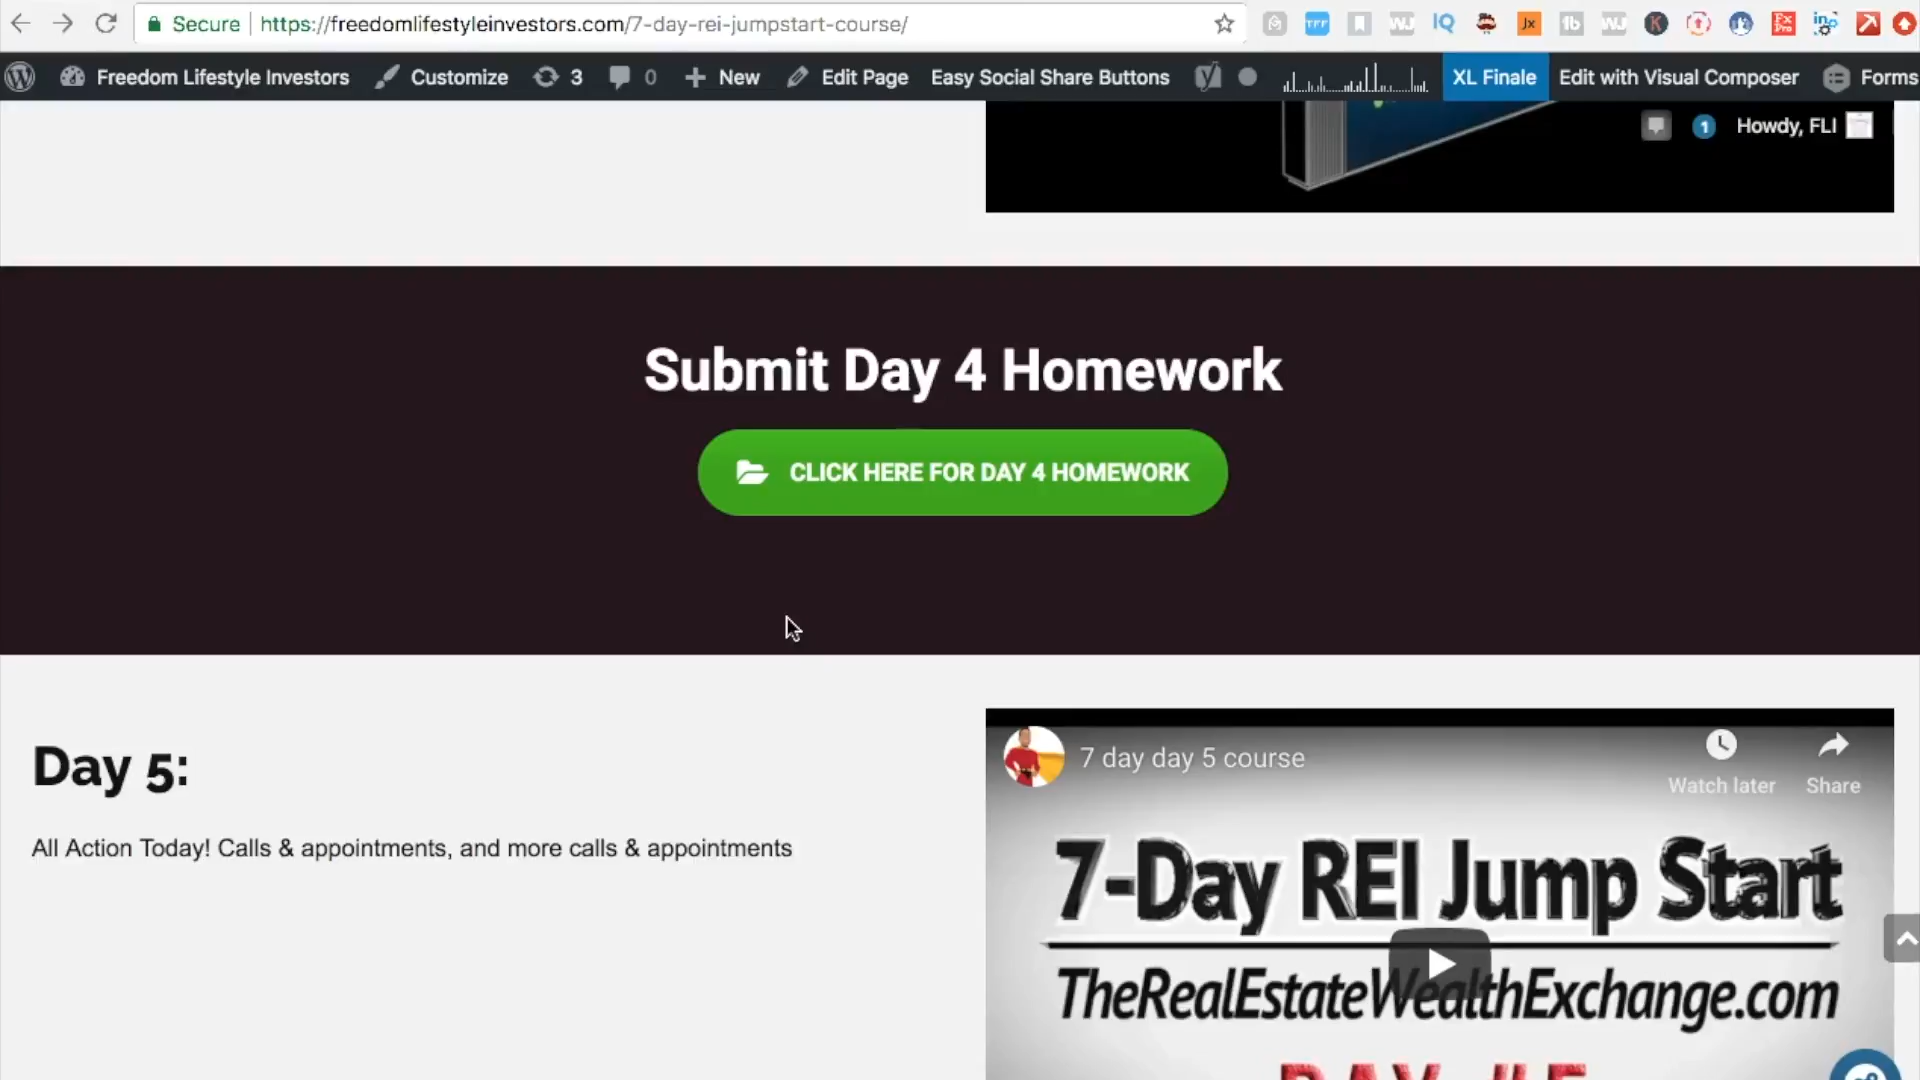 Secure https://freedomlifestyleinvestors.com/7-day-rei-jumpstart-course/
Freedom Lifestyle Investors Customize 3 0 New Edit Page Easy Social Share Buttons XL Finale Edit with Visual Composer Forms
1 Howdy, FLI
Submit Day 4 Homework
CLICK HERE FOR DAY 4 HOMEWORK
Day 5:
All Action Today! Calls & appointments, and more calls & appointments
7 day day 5 course
Watch later Share
7-Day REI Jump Start
TheRealEstateWealthExchange.com
DAY #5